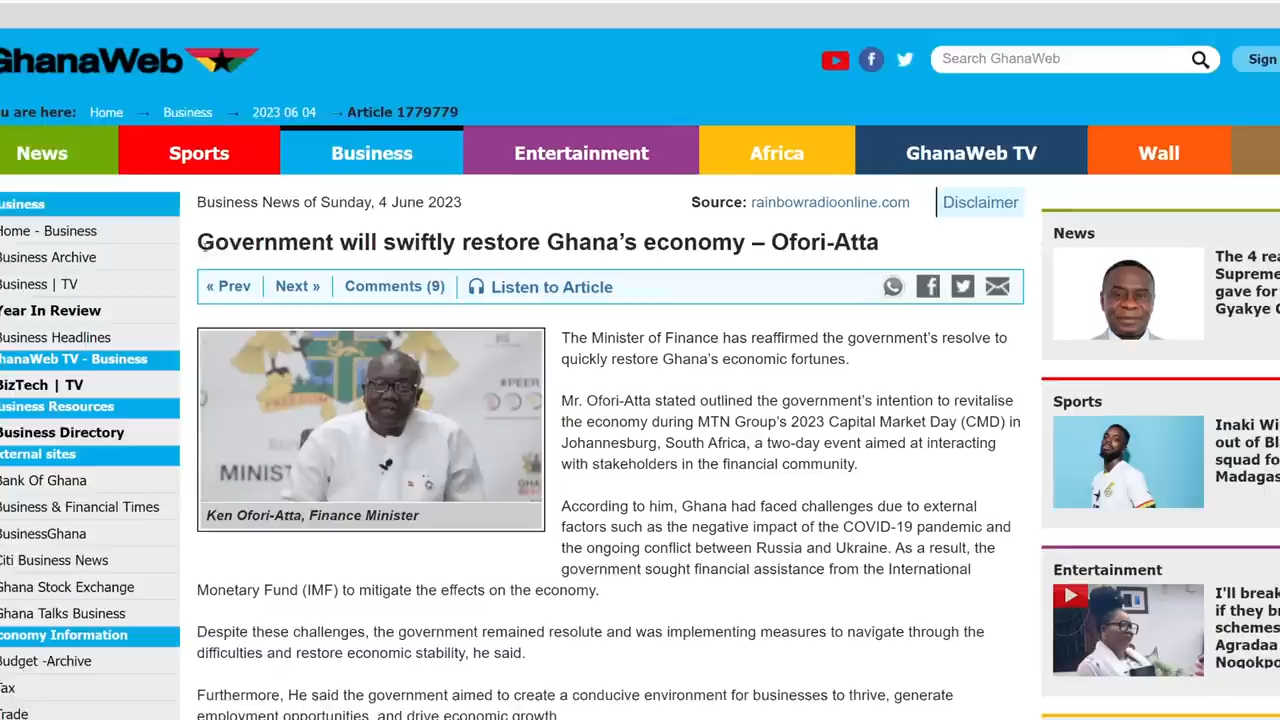 GhanaWeb
Search GhanaWeb
Sign
u are here: Home → Business → 2023 06 04 → Article 1779779
News Sports Business Entertainment Africa GhanaWeb TV Wall
usiness
Home - Business
Business Archive
Business | TV
Year In Review
Business Headlines
hanaWeb TV - Business
BizTech | TV
usiness Resources
Business Directory
xternal sites
Bank Of Ghana
Business & Financial Times
BusinessGhana
Citi Business News
Ghana Stock Exchange
Ghana Talks Business
conomy Information
Budget -Archive
Tax
Trade
Business News of Sunday, 4 June 2023
Source: rainbowradioonline.com
Disclaimer
Government will swiftly restore Ghana’s economy – Ofori-Atta
« Prev Next » Comments (9) Listen to Article
FREEDOM
#PEER
MINIST
Ken Ofori-Atta, Finance Minister
The Minister of Finance has reaffirmed the government’s resolve to
quickly restore Ghana’s economic fortunes.
Mr. Ofori-Atta stated outlined the government’s intention to revitalise
the economy during MTN Group’s 2023 Capital Market Day (CMD) in
Johannesburg, South Africa, a two-day event aimed at interacting
with stakeholders in the financial community.
According to him, Ghana had faced challenges due to external
factors such as the negative impact of the COVID-19 pandemic and
the ongoing conflict between Russia and Ukraine. As a result, the
government sought financial assistance from the International
Monetary Fund (IMF) to mitigate the effects on the economy.
Despite these challenges, the government remained resolute and was implementing measures to navigate through the
difficulties and restore economic stability, he said.
Furthermore, He said the government aimed to create a conducive environment for businesses to thrive, generate
employment opportunities, and drive economic growth
News
The 4 rea
Supreme
gave for
Gyakye Q
Sports
Inaki Wi
out of Bl
squad fo
Madagas
Entertainment
I'll break
if they br
schemes
Agradaa
Nogokpo